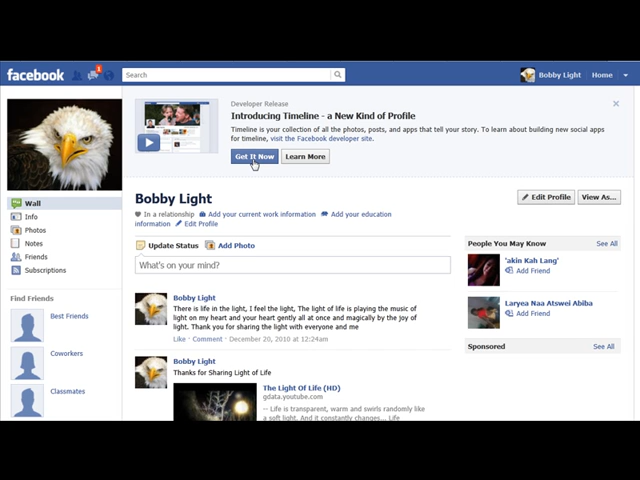 facebook
1
Search
Bobby Light
Home
Developer Release
Introducing Timeline - a New Kind of Profile
Timeline is your collection of all the photos, posts, and apps that tell your story. To learn about building new social apps
for timeline, visit the Facebook developer site.
Get It Now
Learn More
Wall
Info
Photos
Notes
Friends
Subscriptions
Find Friends
Best Friends
Coworkers
Classmates
Bobby Light
Edit Profile
View As...
In a relationship Add your current work information Add your education
information Edit Profile
Update Status Add Photo
What's on your mind?
Bobby Light
There is life in the light, I feel the light, The light of life is playing the music of
light on my heart and your heart gently all at once and magically by the joy of
light. Thank you for sharing the light with everyone and me
Like · Comment · December 20, 2010 at 12:24am
Bobby Light
Thanks for Sharing Light of Life
The Light Of Life (HD)
gdata.youtube.com
-- Life is transparent, warm and swirls randomly like
a soft light. And it constantly changes... Life
People You May Know
See All
'akin Kah Lang'
Add Friend
Laryea Naa Atswei Abiba
Add Friend
Sponsored
See All